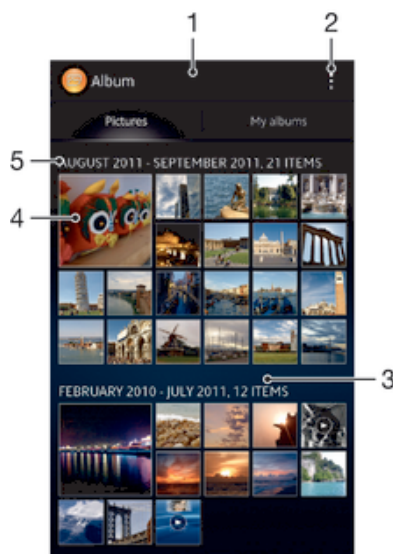 1 2
Album
Pictures My albums
5 AUGUST 2011 - SEPTEMBER 2011, 21 ITEMS
4
3
FEBRUARY 2010 - JULY 2011, 12 ITEMS